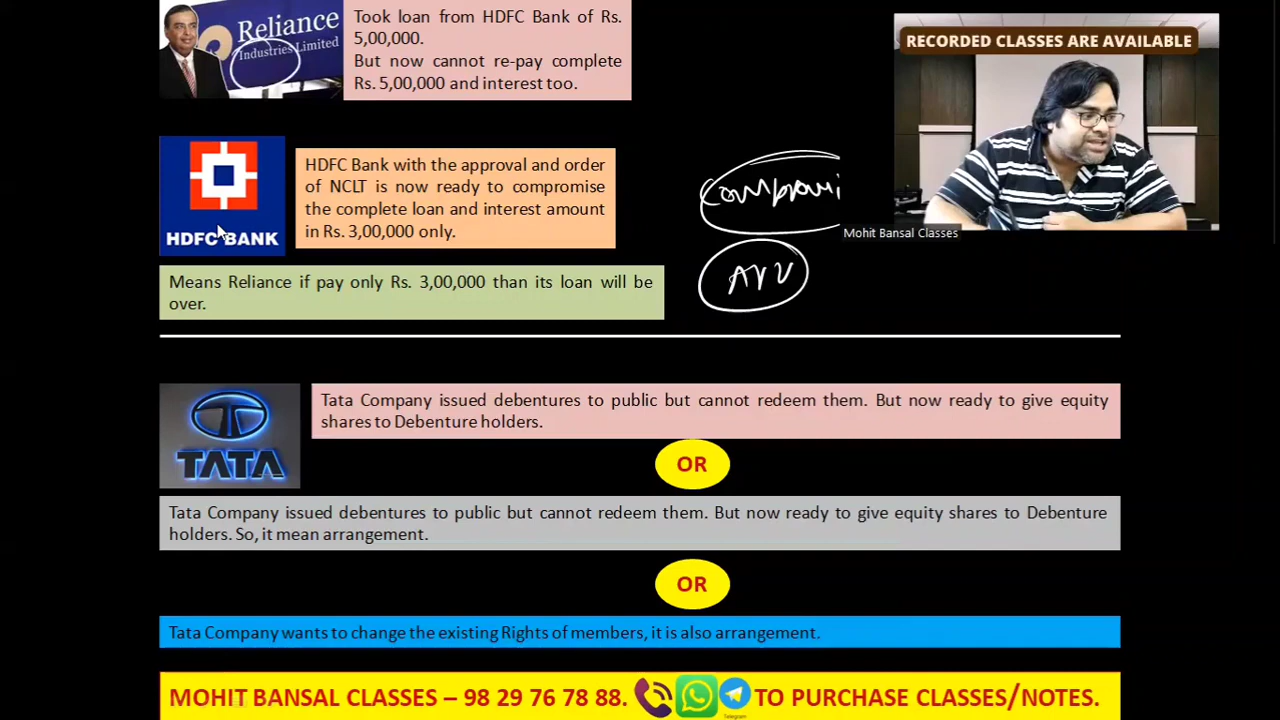 Reliance
Industries Limited
Took loan from HDFC Bank of Rs.
5,00,000.
But now cannot re-pay complete
Rs. 5,00,000 and interest too.
RECORDED CLASSES ARE AVAILABLE
HDFC BANK
HDFC Bank with the approval and order
of NCLT is now ready to compromise
the complete loan and interest amount
in Rs. 3,00,000 only.
Mohit Bansal Classes
Means Reliance if pay only Rs. 3,00,000 than its loan will be
over.
TATA
Tata Company issued debentures to public but cannot redeem them. But now ready to give equity
shares to Debenture holders.
OR
Tata Company issued debentures to public but cannot redeem them. But now ready to give equity shares to Debenture
holders. So, it mean arrangement.
OR
Tata Company wants to change the existing Rights of members, it is also arrangement.
MOHIT BANSAL CLASSES – 98 29 76 78 88. TO PURCHASE CLASSES/NOTES.
Telegram